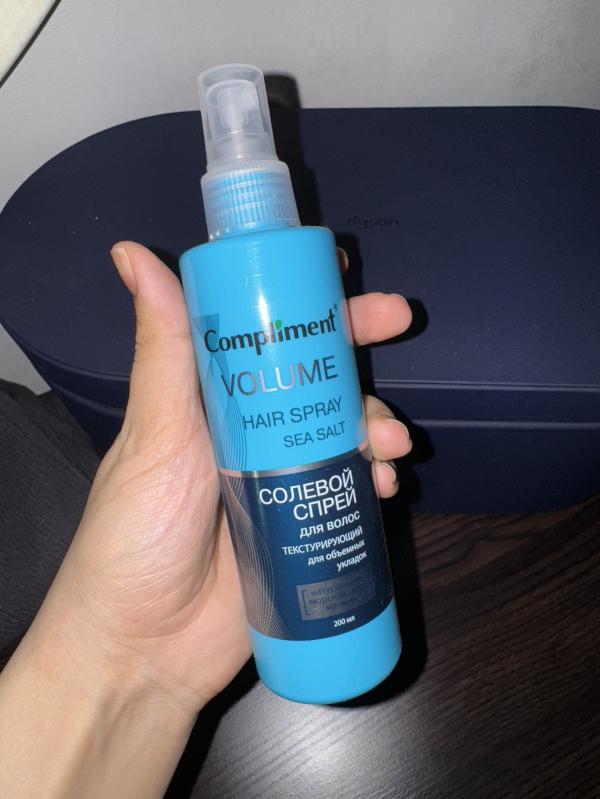 dyson
Compliment®
VOLUME
HAIR SPRAY
SEA SALT
СОЛЕВОЙ
СПРЕЙ
для волос
ТЕКСТУРИРУЮЩИЙ
для объемных
укладок
200 мл